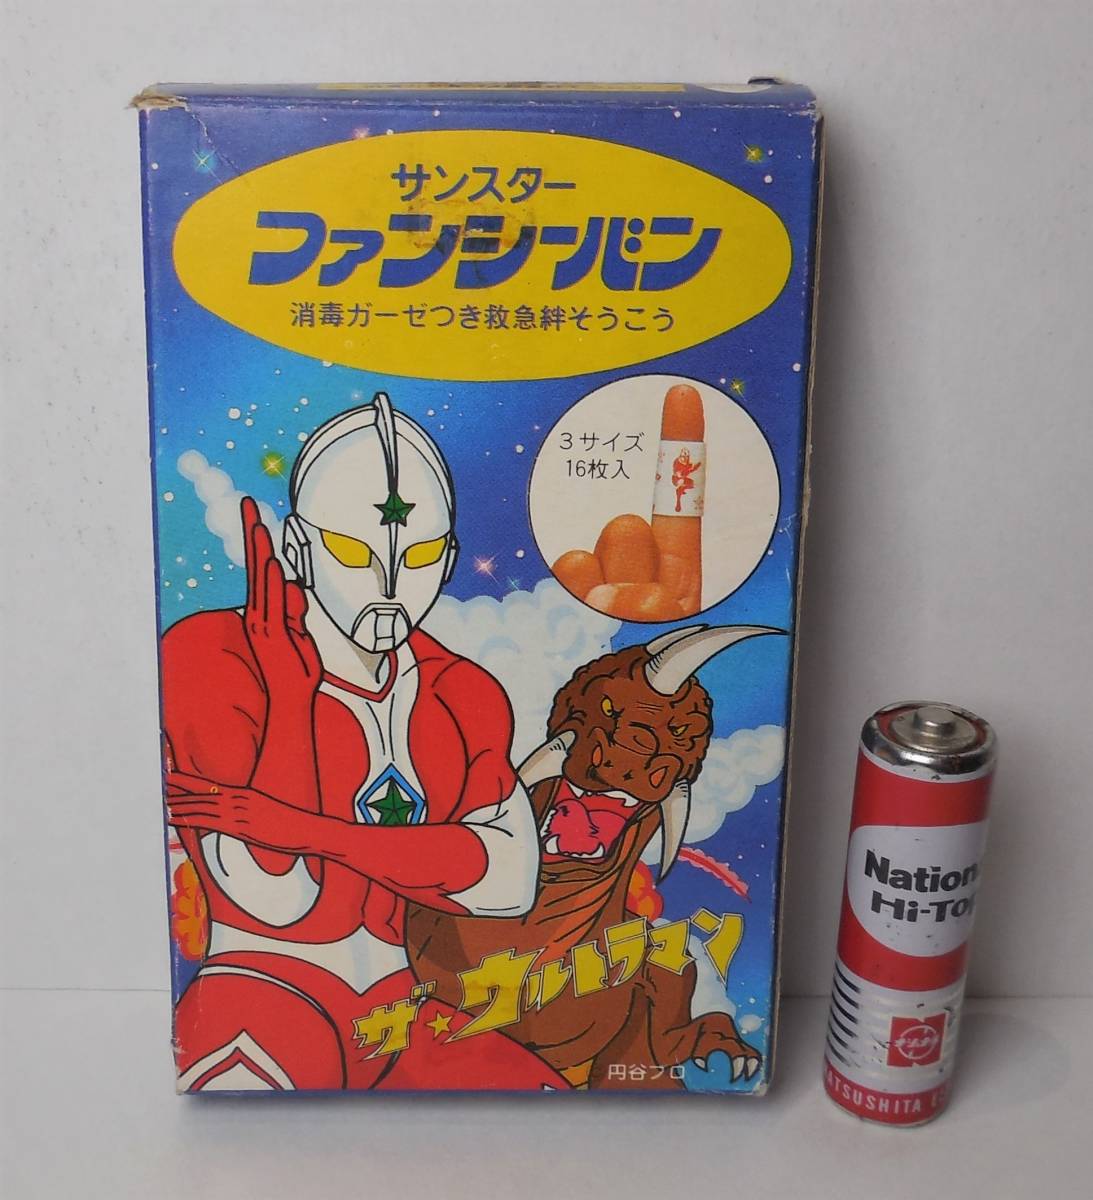 サンスター
ファンシーバン
消毒ガーゼつき救急絆そうこう
3サイズ
16枚入
ザ★ウルトラマン
円谷プロ
Nation
Hi-Top
ATSUSHITA